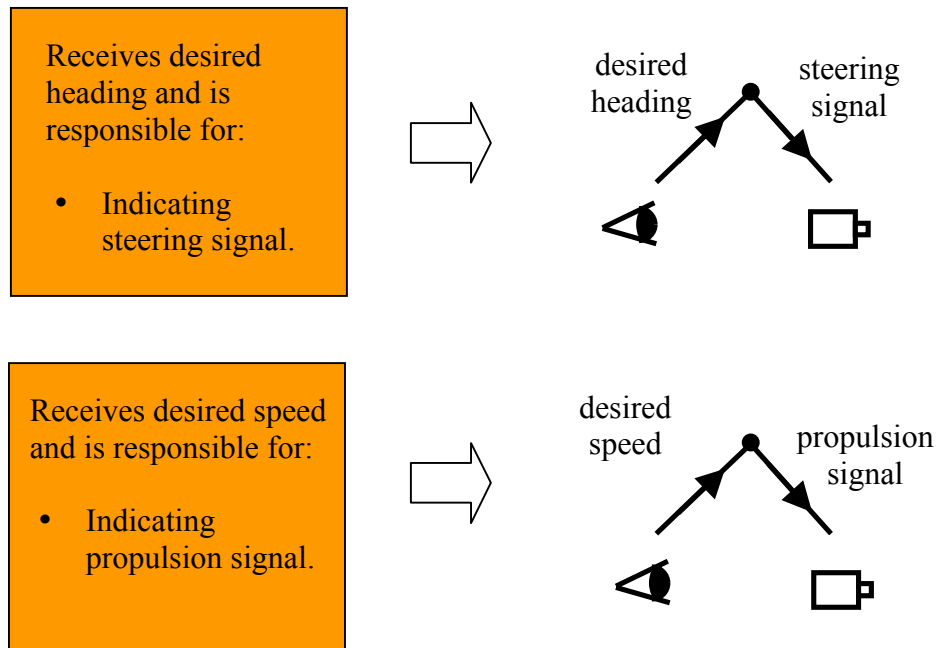 Receives desired
heading and is
responsible for:
• Indicating
steering signal.
desired
heading
steering
signal
Receives desired speed
and is responsible for:
• Indicating
propulsion signal.
desired
speed
propulsion
signal